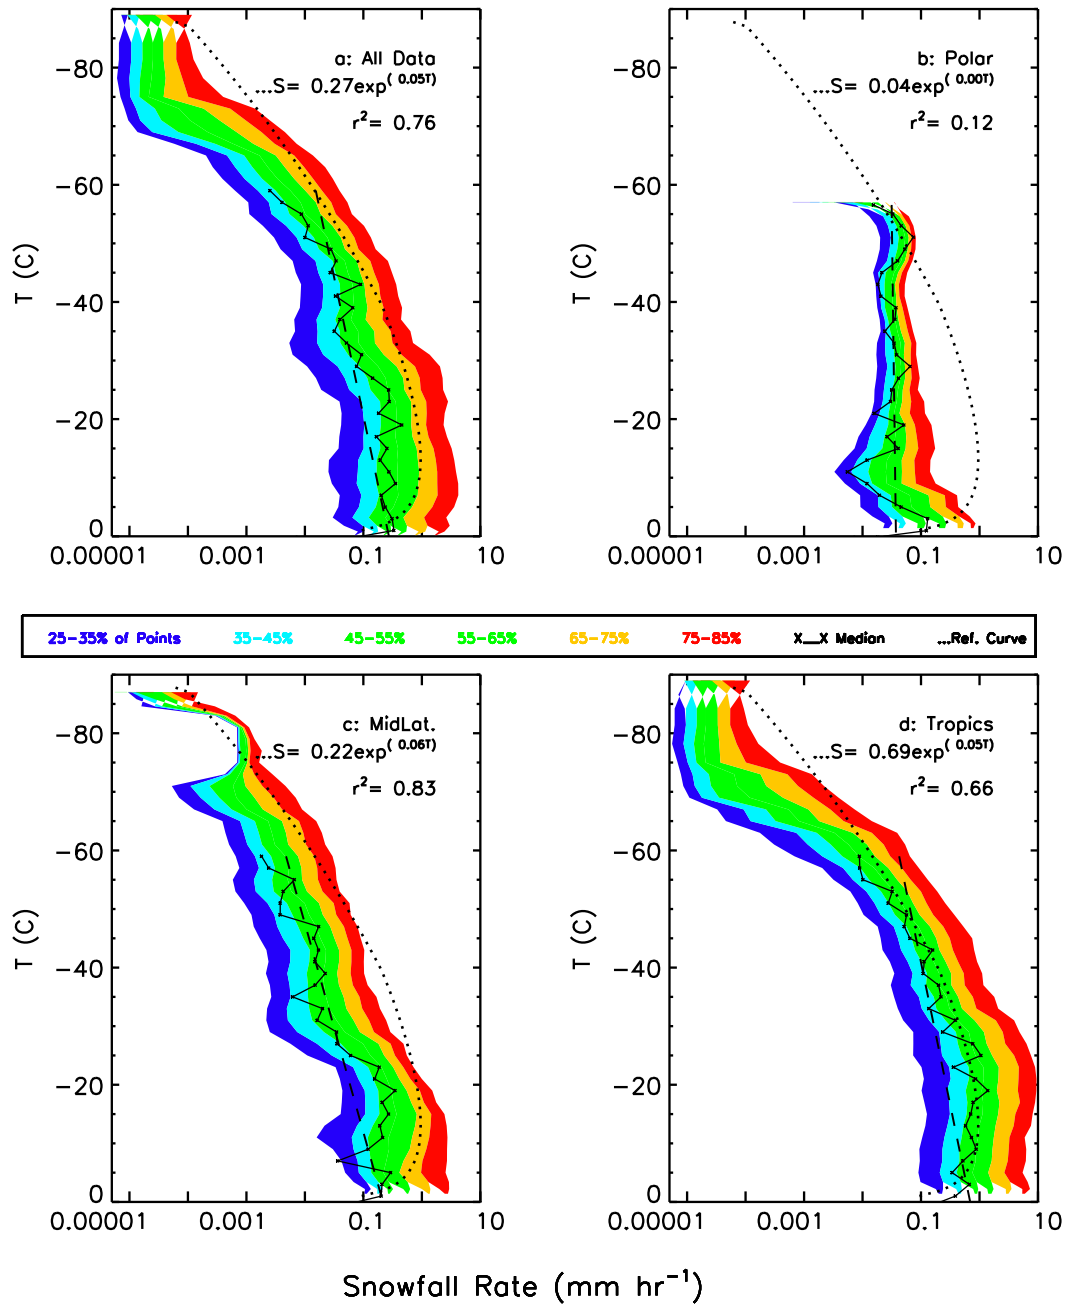 a: All Data
...S= 0.27exp( 0.05T)
r²= 0.76
T (C)
−80
−60
−40
−20
0
0.00001 0.001 0.1 10
b: Polar
...S= 0.04exp( 0.00T)
r²= 0.12
T (C)
−80
−60
−40
−20
0
0.00001 0.001 0.1 10
25−35% of Points 35−45% 45−55% 55−65% 65−75% 75−85% X__X Median ...Ref. Curve
c: MidLat.
...S= 0.22exp( 0.06T)
r²= 0.83
T (C)
−80
−60
−40
−20
0
0.00001 0.001 0.1 10
d: Tropics
...S= 0.69exp( 0.05T)
r²= 0.66
T (C)
−80
−60
−40
−20
0
0.00001 0.001 0.1 10
Snowfall Rate (mm hr⁻¹)